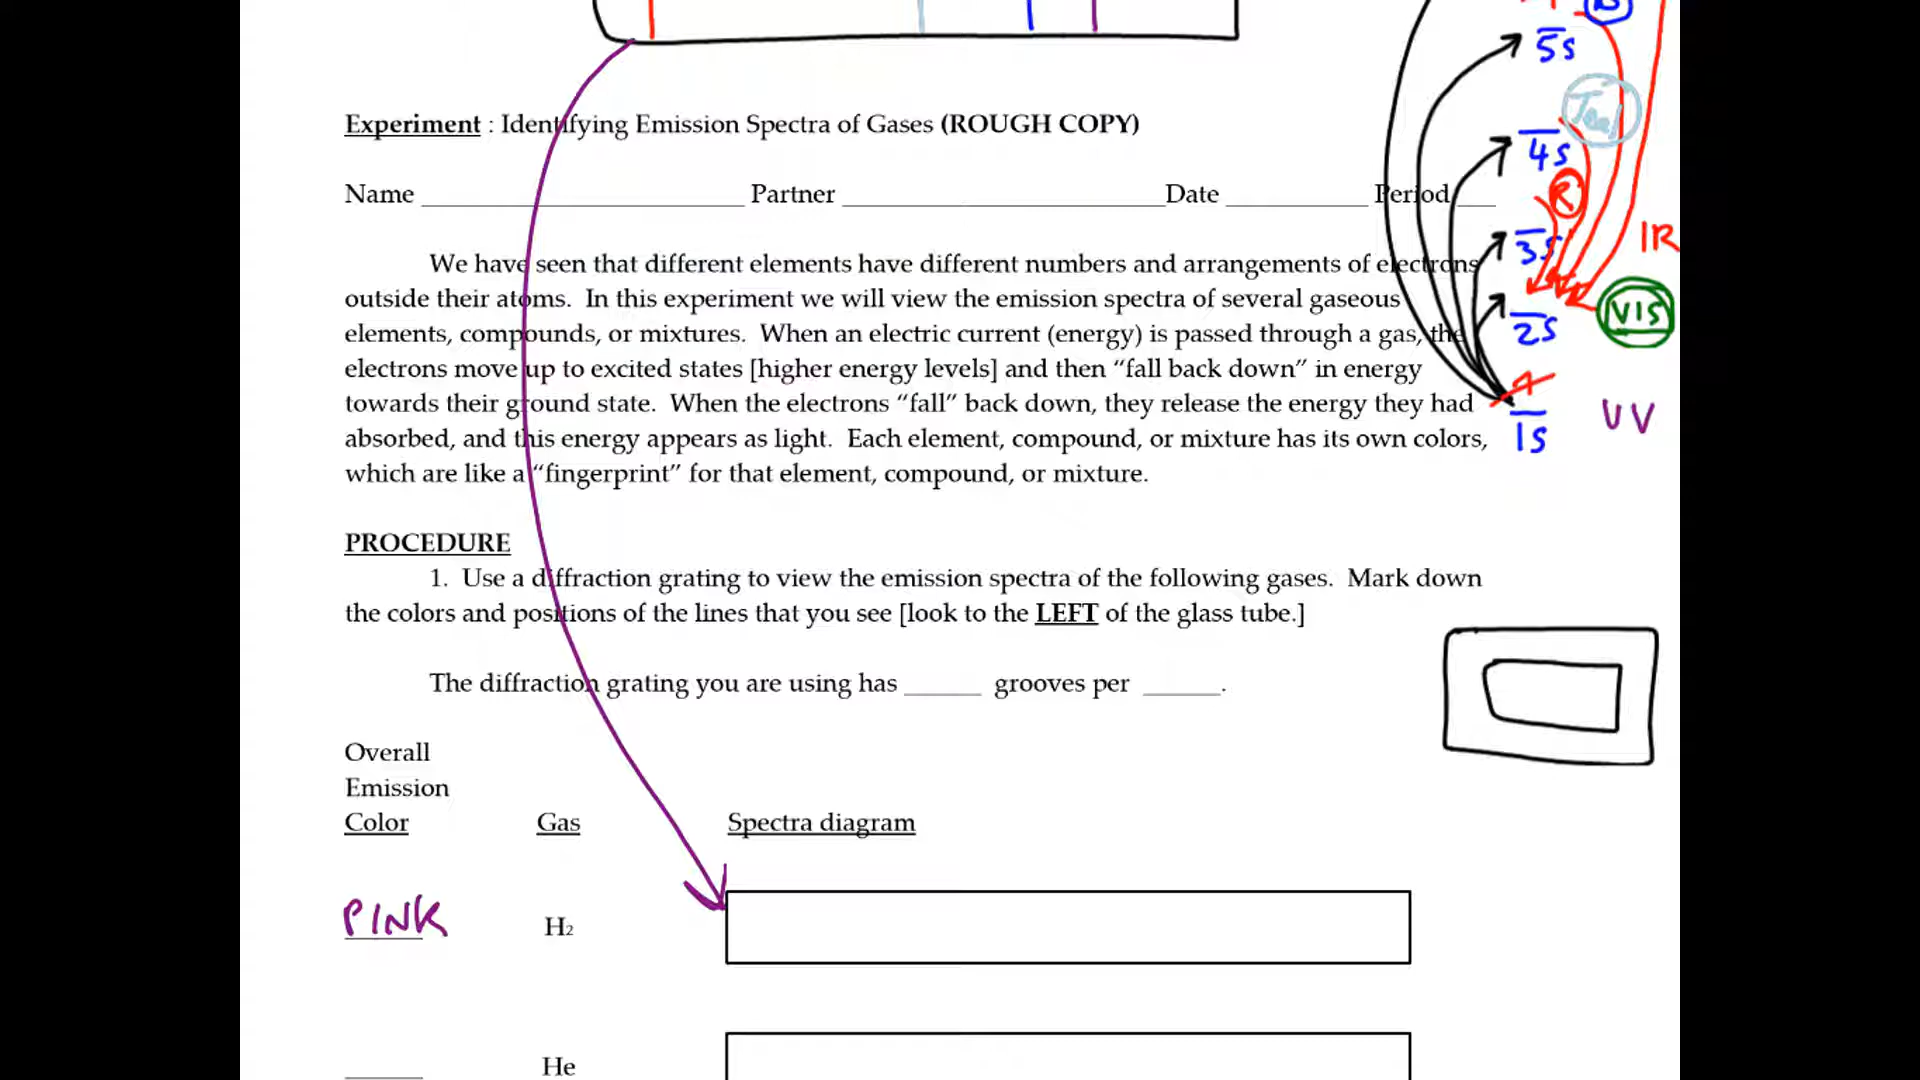 5s
Teal
Experiment : Identifying Emission Spectra of Gases (ROUGH COPY)
4s
Name ____ Partner ____ Date ____ Period ____
R
IR
3s
We have seen that different elements have different numbers and arrangements of electrons
outside their atoms. In this experiment we will view the emission spectra of several gaseous
VIS
2s
elements, compounds, or mixtures. When an electric current (energy) is passed through a gas, the
electrons move up to excited states [higher energy levels] and then “fall back down” in energy
towards their ground state. When the electrons “fall” back down, they release the energy they had
UV
1s
absorbed, and this energy appears as light. Each element, compound, or mixture has its own colors,
which are like a “fingerprint” for that element, compound, or mixture.
PROCEDURE
1. Use a diffraction grating to view the emission spectra of the following gases. Mark down
the colors and positions of the lines that you see [look to the LEFT of the glass tube.]
The diffraction grating you are using has ______ grooves per ______.
Overall
Emission
Color Gas Spectra diagram
PINK H2
He